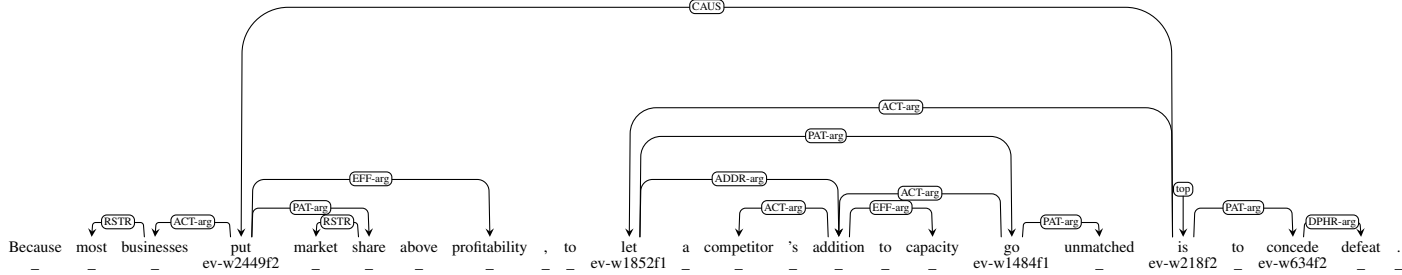 CAUS
ACT-arg
PAT-arg
EFF-arg ADDR-arg top
PAT-arg ACT-arg
RSTR ACT-arg RSTR ACT-arg EFF-arg PAT-arg PAT-arg DPHR-arg
Because most businesses put market share above profitability , to let a competitor 's addition to capacity go unmatched is to concede defeat .
_ _ _ ev-w2449f2 _ _ _ _ _ _ ev-w1852f1 _ _ _ _ _ _ ev-w1484f1 _ ev-w218f2 _ ev-w634f2 _ _